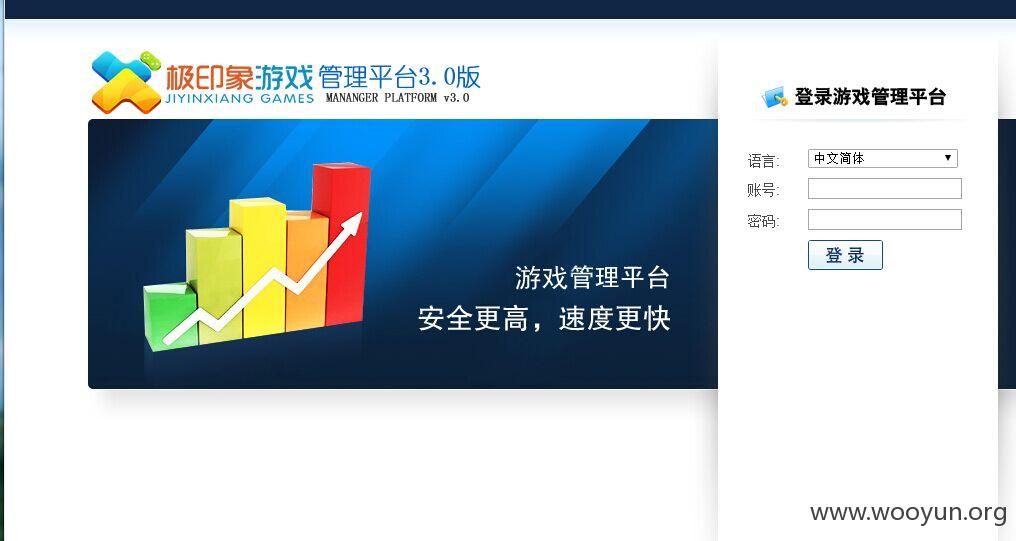 极印象游戏 管理平台3.0版
JIYINXIANG GAMES MANANGER PLATFORM v3.0
登录游戏管理平台
语言: 中文简体
账号:
密码:
登 录
游戏管理平台
安全更高，速度更快
www.wooyun.org